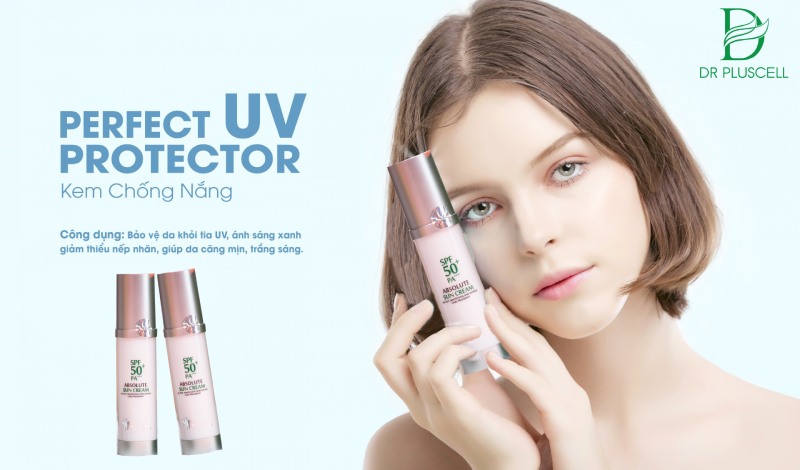 DR PLUSCELL
PERFECT UV
PROTECTOR
Kem Chống Nắng
Công dụng: Bảo vệ da khỏi tia UV, ánh sáng xanh
giảm thiểu nếp nhăn, giúp da căng mịn, trắng sáng.
SPF
50+
PA
ABSOLUTE
SUN CREAM
SPF
50+
PA
ABSOLUTE
SUN CREAM
SPF
50+
PA
ABSOLUTE
SUN CREAM